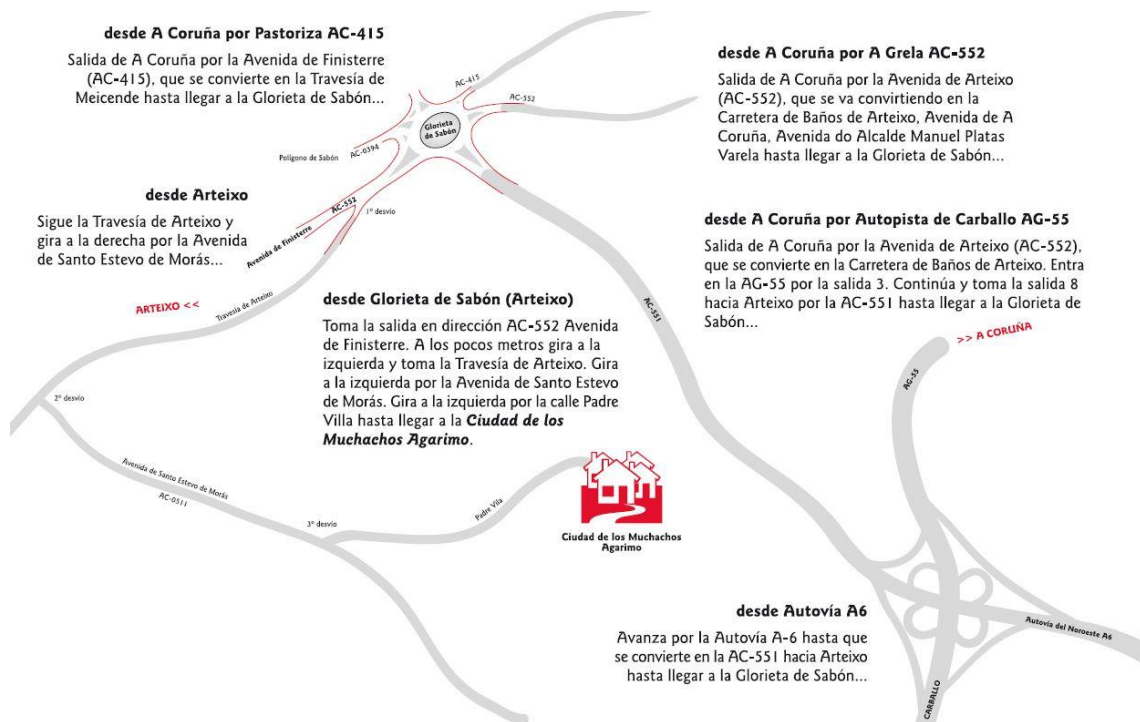 desde A Coruña por Pastoriza AC-415
Salida de A Coruña por la Avenida de Finisterre
(AC-415), que se convierte en la Travesía de
Meicende hasta llegar a la Glorieta de Sabón...
desde A Coruña por A Grela AC-552
Salida de A Coruña por la Avenida de Arteixo
(AC-552), que se va convirtiendo en la
Carretera de Baños de Arteixo, Avenida de A
Coruña, Avenida do Alcalde Manuel Platas
Varela hasta llegar a la Glorieta de Sabón...
AC-415
AC-552
Glorieta
de Sabón
AC-0394
Polígono de Sabón
desde Arteixo
Sigue la Travesía de Arteixo y
gira a la derecha por la Avenida
de Santo Estevo de Morás...
AC-552
Avenida de Finisterre
1º desvío
desde A Coruña por Autopista de Carballo AG-55
Salida de A Coruña por la Avenida de Arteixo (AC-552),
que se convierte en la Carretera de Baños de Arteixo. Entra
en la AG-55 por la salida 3. Continúa y toma la salida 8
hacia Arteixo por la AC-551 hasta llegar a la Glorieta de
Sabón...
ARTEIXO <<
Travesía de Arteixo
desde Glorieta de Sabón (Arteixo)
Toma la salida en dirección AC-552 Avenida
de Finisterre. A los pocos metros gira a la
izquierda y toma la Travesía de Arteixo. Gira
a la izquierda por la Avenida de Santo Estevo
de Morás. Gira a la izquierda por la calle Padre
Villa hasta llegar a la Ciudad de los
Muchachos Agarimo.
AC-551
>> A CORUÑA
AG-55
2º desvío
Avenida de Santo Estevo de Morás
AC-0511
3º desvío
Padre Vila
Ciudad de los Muchachos
Agarimo
desde Autovía A6
Avanza por la Autovía A-6 hasta que
se convierte en la AC-551 hacia Arteixo
hasta llegar a la Glorieta de Sabón...
Autovía del Noroeste A6
CARBALLO